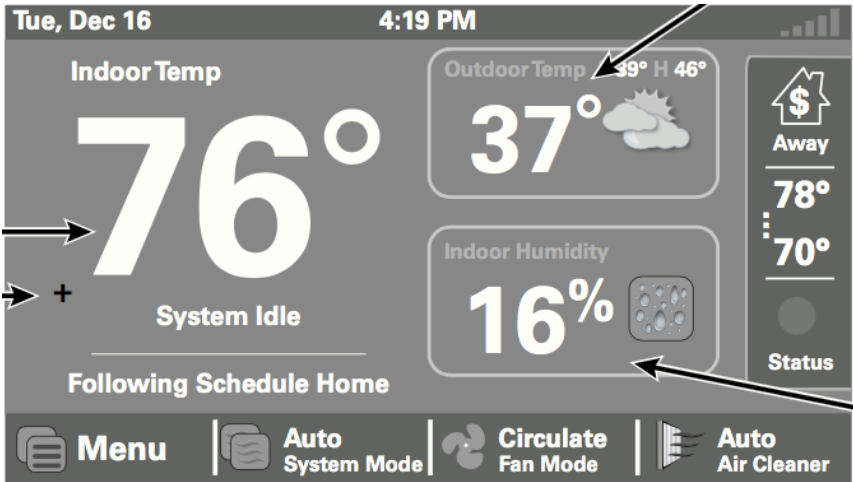 Tue, Dec 16
4:19 PM
Indoor Temp
76°
+
System Idle
Following Schedule Home
Outdoor Temp 39° H 46°
37°
Indoor Humidity
16%
$
Away
78°
70°
Status
Menu
Auto
System Mode
Circulate
Fan Mode
Auto
Air Cleaner